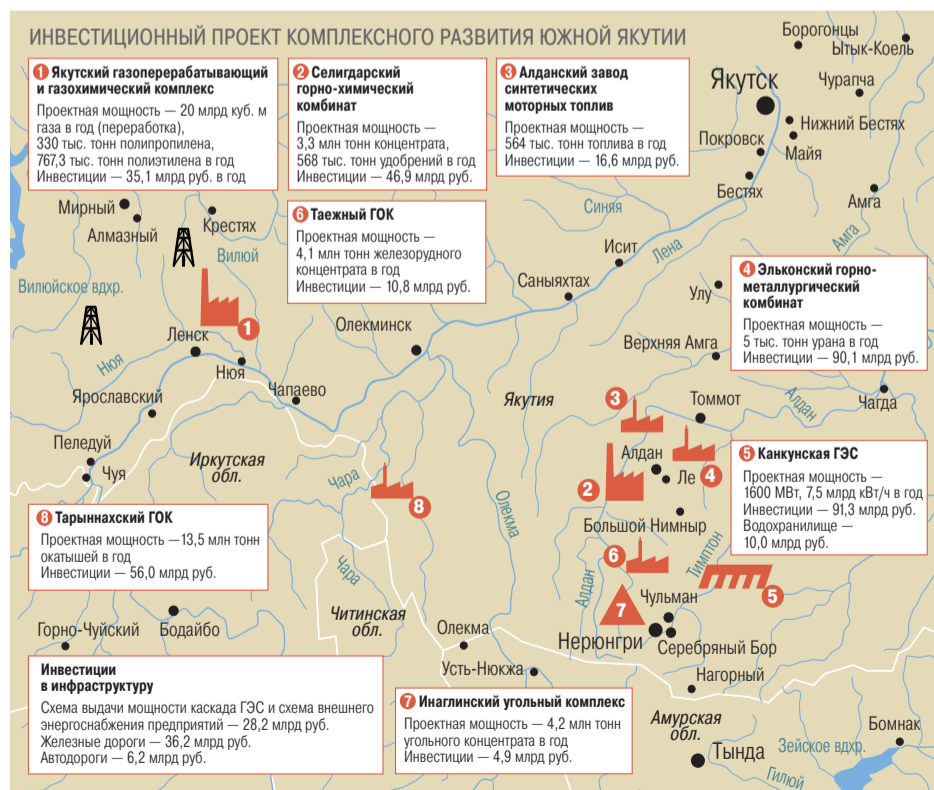 ИНВЕСТИЦИОННЫЙ ПРОЕКТ КОМПЛЕКСНОГО РАЗВИТИЯ ЮЖНОЙ ЯКУТИИ
1 Якутский газоперерабатывающий
и газохимический комплекс
Проектная мощность — 20 млрд куб. м
газа в год (переработка),
330 тыс. тонн полипропилена,
767,3 тыс. тонн полиэтилена в год
Инвестиции — 35,1 млрд руб. в год
2 Селигдарский
горно-химический
комбинат
Проектная мощность —
3,3 млн тонн концентрата,
568 тыс. тонн удобрений в год
Инвестиции — 46,9 млрд руб.
3 Алданский завод
синтетических
моторных топлив
Проектная мощность —
564 тыс. тонн топлива в год
Инвестиции — 16,6 млрд руб.
Борогонцы
Ытык-Коель
Якутск
Чурапча
Нижний Бестях
Покровск
Майя
Бестях
Амга
Амга
Мирный
Алмазный
Крестях
Вилюй
Вилюйское вдхр.
6 Таежный ГОК
Проектная мощность —
4,1 млн тонн железорудного
концентрата в год
Инвестиции — 10,8 млрд руб.
Синяя
Исит
Лена
Саныяхтах
Улу
4 Эльконский горно-
металлургический
комбинат
Проектная мощность —
5 тыс. тонн урана в год
Инвестиции — 90,1 млрд руб.
1
Ленск
Олекминск
Верхняя Амга
Нюя
Нюя
Чапаево
Ярославский
Якутия
3
Томмот
Алдан
Чагда
Пеледуй
Чуя
Иркутская
обл.
Чара
8
Олекма
Алдан
2
Ле
4
Большой Нимныр
5 Канкунская ГЭС
Проектная мощность —
1600 МВт, 7,5 млрд кВт/ч в год
Инвестиции — 91,3 млрд руб.
Водохранилище —
10,0 млрд руб.
8 Тарыннахский ГОК
Проектная мощность —13,5 млн тонн
окатышей в год
Инвестиции — 56,0 млрд руб.
Чара
6
Тимптон
Алдан
5
7
Чульман
Читинская
обл.
Горно-Чуйский
Бодайбо
Олекма
Нерюнгри
Серебряный Бор
Усть-Нюкжа
Нагорный
Инвестиции
в инфраструктуру
Схема выдачи мощности каскада ГЭС и схема внешнего
энергоснабжения предприятий — 28,2 млрд руб.
Железные дороги — 36,2 млрд руб.
Автодороги — 6,2 млрд руб.
7 Инаглинский угольный комплекс
Проектная мощность — 4,2 млн тонн
угольного концентрата в год
Инвестиции — 4,9 млрд руб.
Амурская
обл.
Тында
Зейское вдхр.
Бомнак
Гилюй